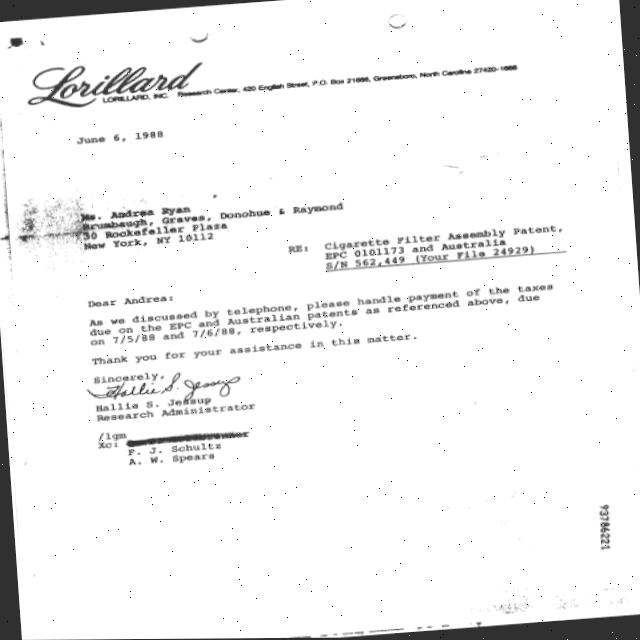 Lorillard
LORILLARD, INC. Research Center, 420 English Street, P.O. Box 21688, Greensboro, North Carolina 27420-1688
June 6, 1988
Ms. Andrea Ryan
Brumbaugh, Graves, Donohue & Raymond
30 Rockefeller Plaza
New York, NY 10112
RE: Cigarette Filter Assembly Patent,
EPC 0101173 and Australia
S/N 562,449 (Your File 24929)
Dear Andrea:
As we discussed by telephone, please handle payment of the taxes
due on the EPC and Australian patents as referenced above, due
on 7/5/88 and 7/6/88, respectively.
Thank you for your assistance in this matter.
Sincerely,
Hallie S. Jessup
Hallie S. Jessup
Research Administrator
/lgm
Xc:
F. J. Schultz
A. W. Spears
93786221